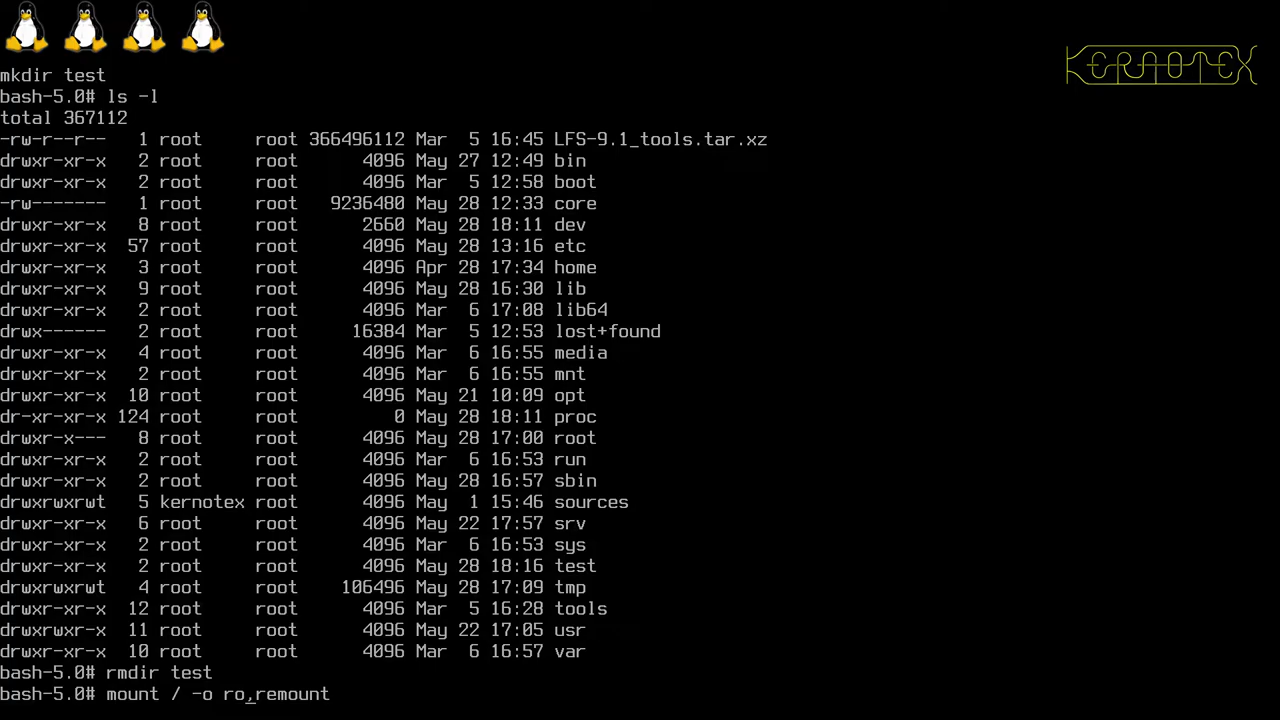 KERNOTEX
mkdir test
bash-5.0# ls -l
total 367112
-rw-r--r--   1 root     root 366496112 Mar  5 16:45 LFS-9.1_tools.tar.xz
drwxr-xr-x   2 root     root      4096 May 27 12:49 bin
drwxr-xr-x   2 root     root      4096 Mar  5 12:58 boot
-rw-------   1 root     root   9236480 May 28 12:33 core
drwxr-xr-x   8 root     root      2660 May 28 18:11 dev
drwxr-xr-x  57 root     root      4096 May 28 13:16 etc
drwxr-xr-x   3 root     root      4096 Apr 28 17:34 home
drwxr-xr-x   9 root     root      4096 May 28 16:30 lib
drwxr-xr-x   2 root     root      4096 Mar  6 17:08 lib64
drwx------   2 root     root     16384 Mar  5 12:53 lost+found
drwxr-xr-x   4 root     root      4096 Mar  6 16:55 media
drwxr-xr-x   2 root     root      4096 Mar  6 16:55 mnt
drwxr-xr-x  10 root     root      4096 May 21 10:09 opt
dr-xr-xr-x 124 root     root         0 May 28 18:11 proc
drwxr-x---   8 root     root      4096 May 28 17:00 root
drwxr-xr-x   2 root     root      4096 Mar  6 16:53 run
drwxr-xr-x   2 root     root      4096 May 28 16:57 sbin
drwxrwxrwt   5 kernotex root      4096 May  1 15:46 sources
drwxr-xr-x   6 root     root      4096 May 22 17:57 srv
drwxr-xr-x   2 root     root      4096 Mar  6 16:53 sys
drwxr-xr-x   2 root     root      4096 May 28 18:16 test
drwxrwxrwt   4 root     root    106496 May 28 17:09 tmp
drwxr-xr-x  12 root     root      4096 Mar  5 16:28 tools
drwxrwxr-x  11 root     root      4096 May 22 17:05 usr
drwxr-xr-x  10 root     root      4096 Mar  6 16:57 var
bash-5.0# rmdir test
bash-5.0# mount / -o ro,remount